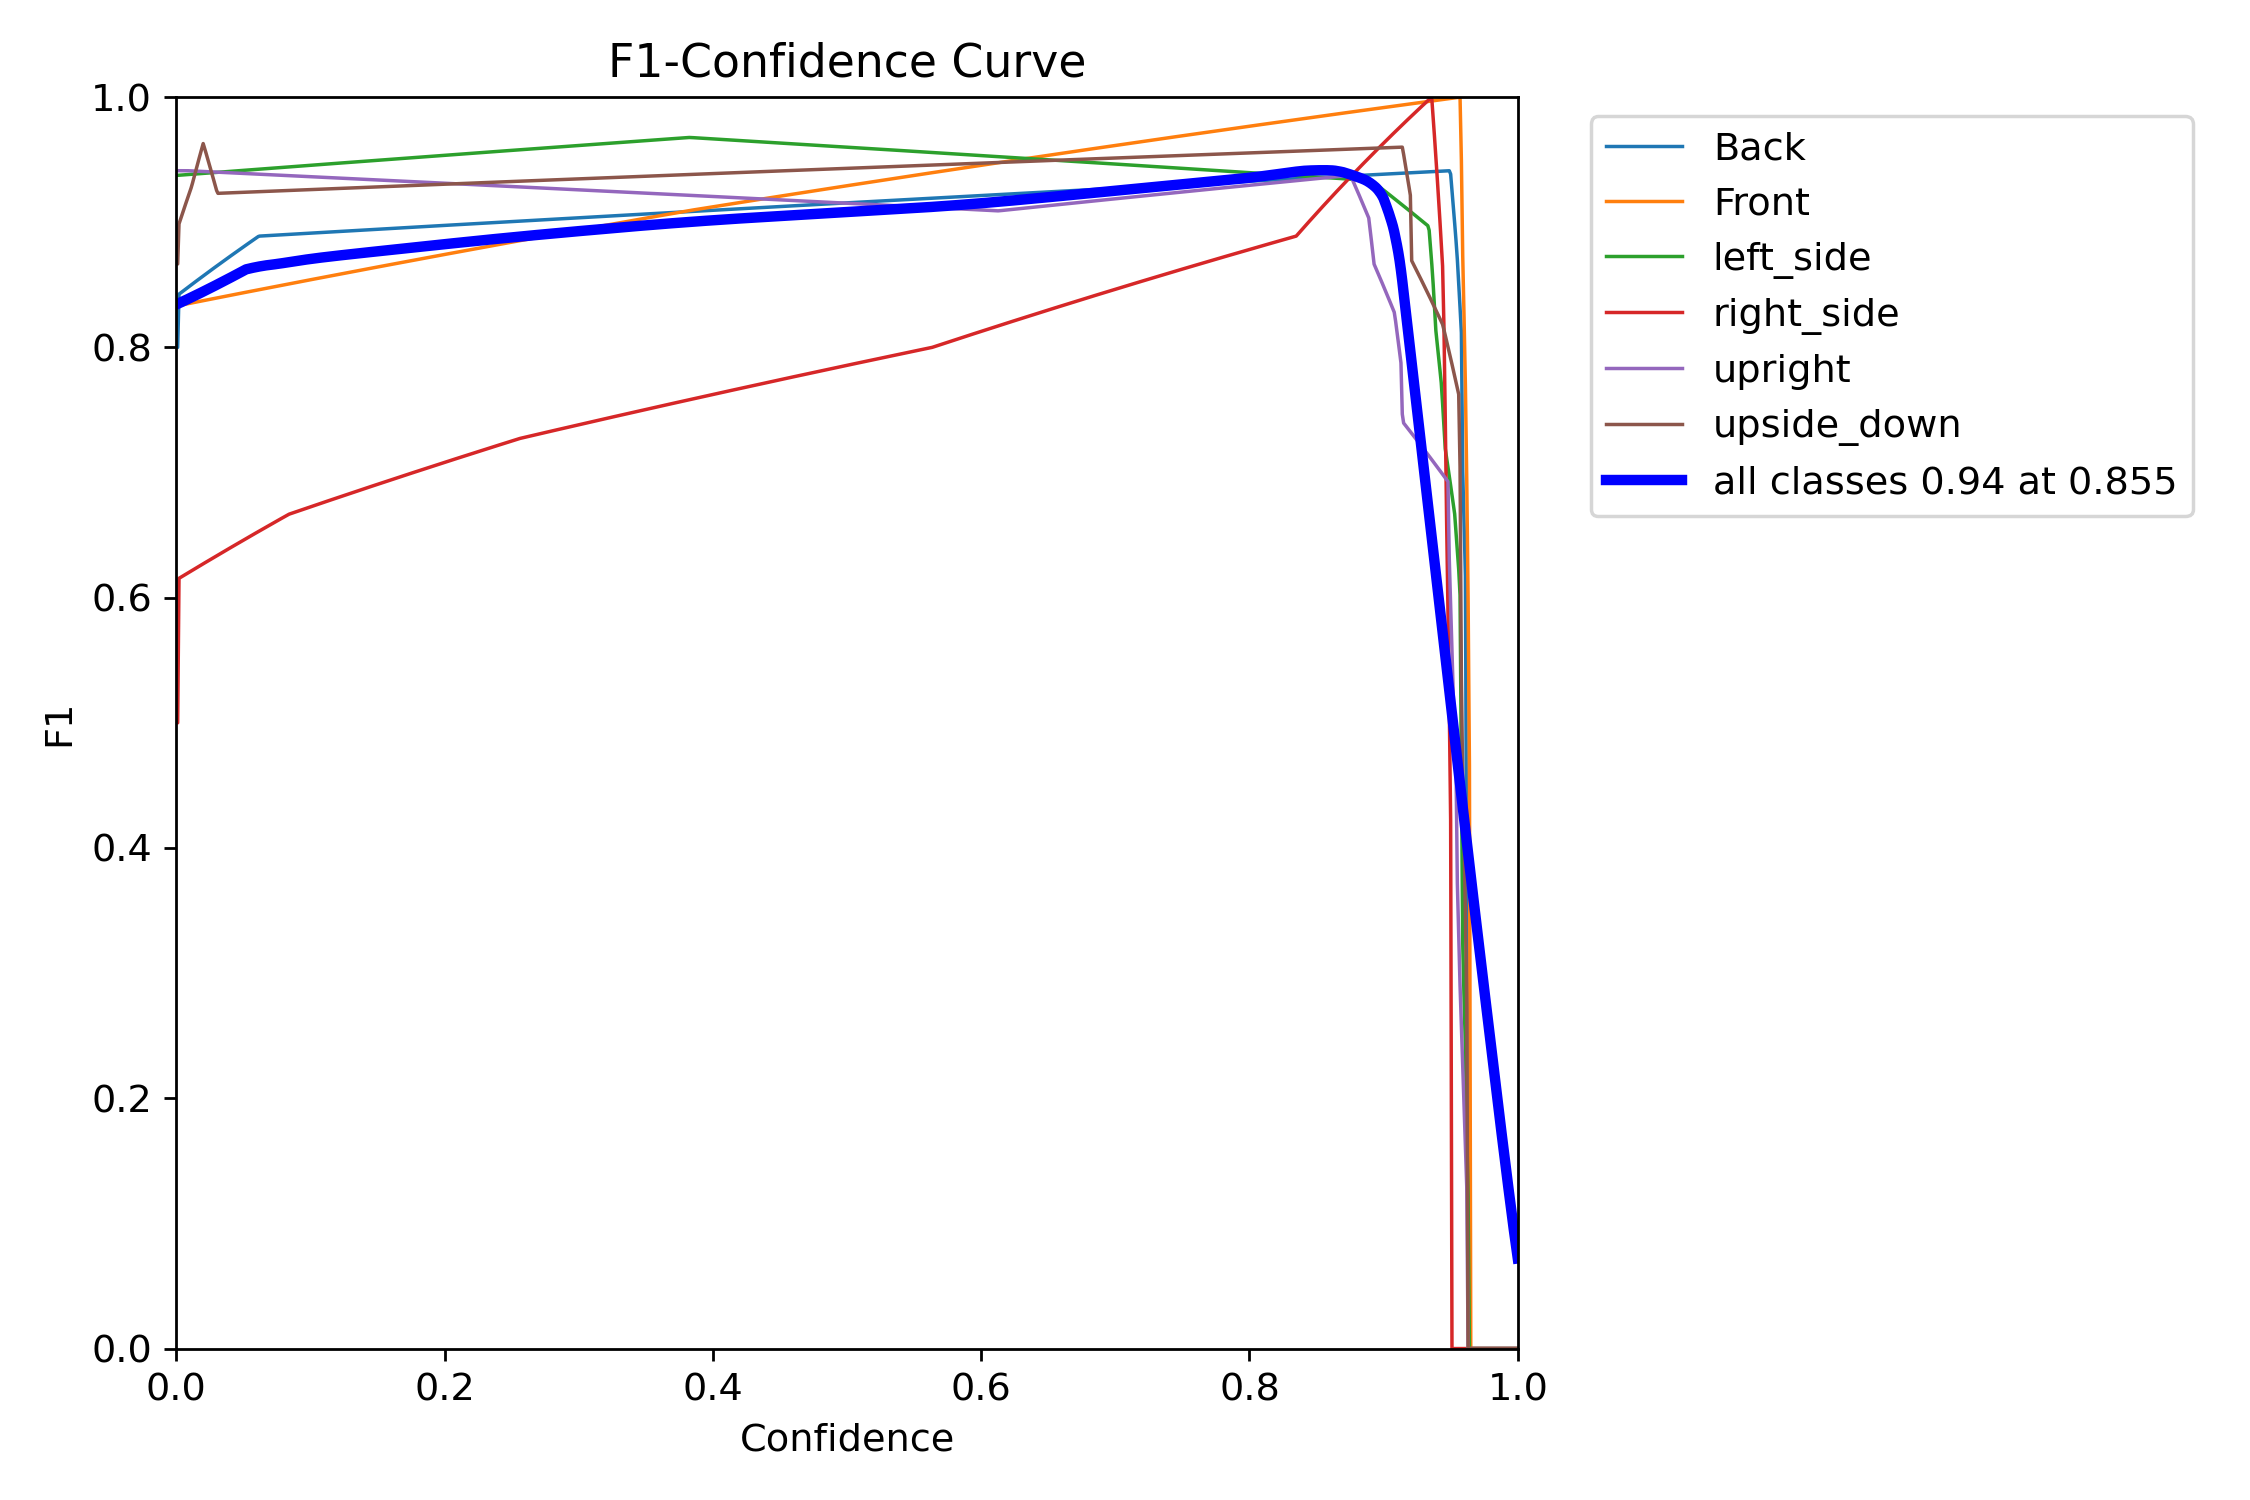 F1-Confidence Curve
1.0
0.8
0.6
0.4
0.2
0.0
F1
0.0 0.2 0.4 0.6 0.8 1.0
Confidence
Back
Front
left_side
right_side
upright
upside_down
all classes 0.94 at 0.855